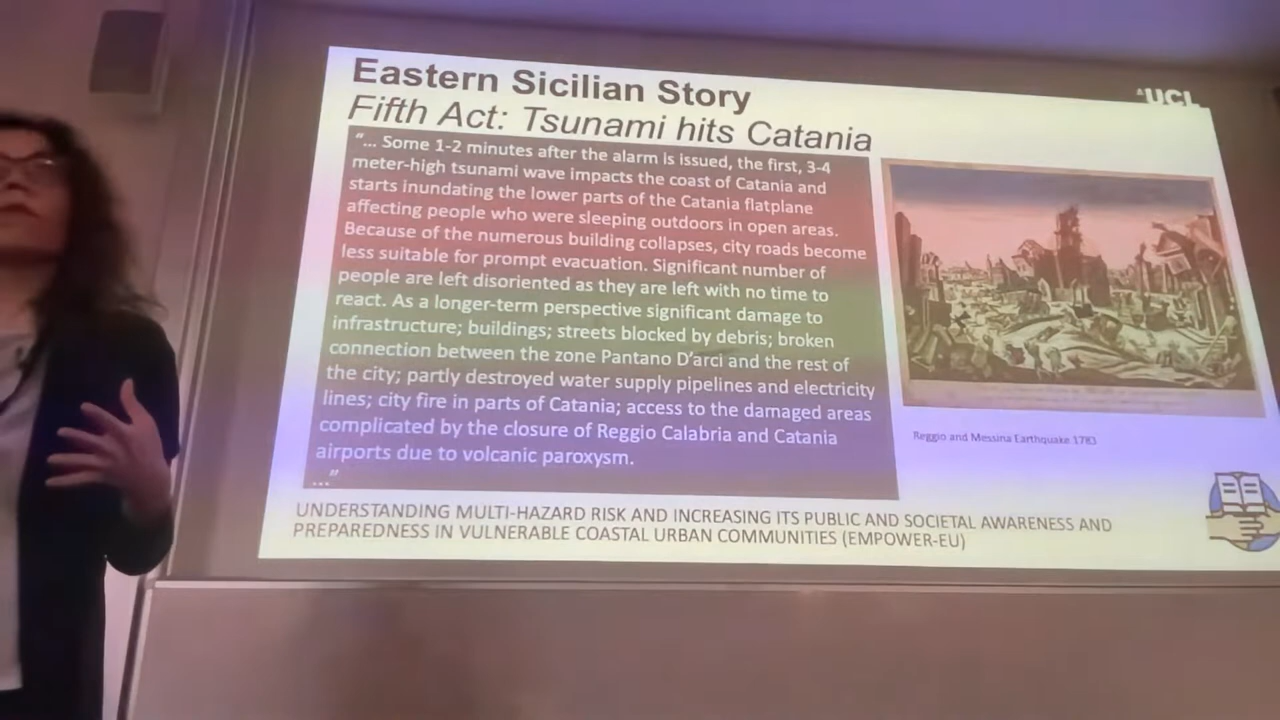 Eastern Sicilian Story
UCL
Fifth Act: Tsunami hits Catania
"... Some 1-2 minutes after the alarm is issued, the first, 3-4
meter-high tsunami wave impacts the coast of Catania and
starts inundating the lower parts of the Catania flatplane
affecting people who were sleeping outdoors in open areas.
Because of the numerous building collapses, city roads become
less suitable for prompt evacuation. Significant number of
people are left disoriented as they are left with no time to
react. As a longer-term perspective significant damage to
infrastructure; buildings; streets blocked by debris; broken
connection between the zone Pantano D'arci and the rest of
the city; partly destroyed water supply pipelines and electricity
lines; city fire in parts of Catania; access to the damaged areas
complicated by the closure of Reggio Calabria and Catania
airports due to volcanic paroxysm.
..."
Reggio and Messina Earthquake 1783
UNDERSTANDING MULTI-HAZARD RISK AND INCREASING ITS PUBLIC AND SOCIETAL AWARENESS AND
PREPAREDNESS IN VULNERABLE COASTAL URBAN COMMUNITIES (EMPOWER-EU)